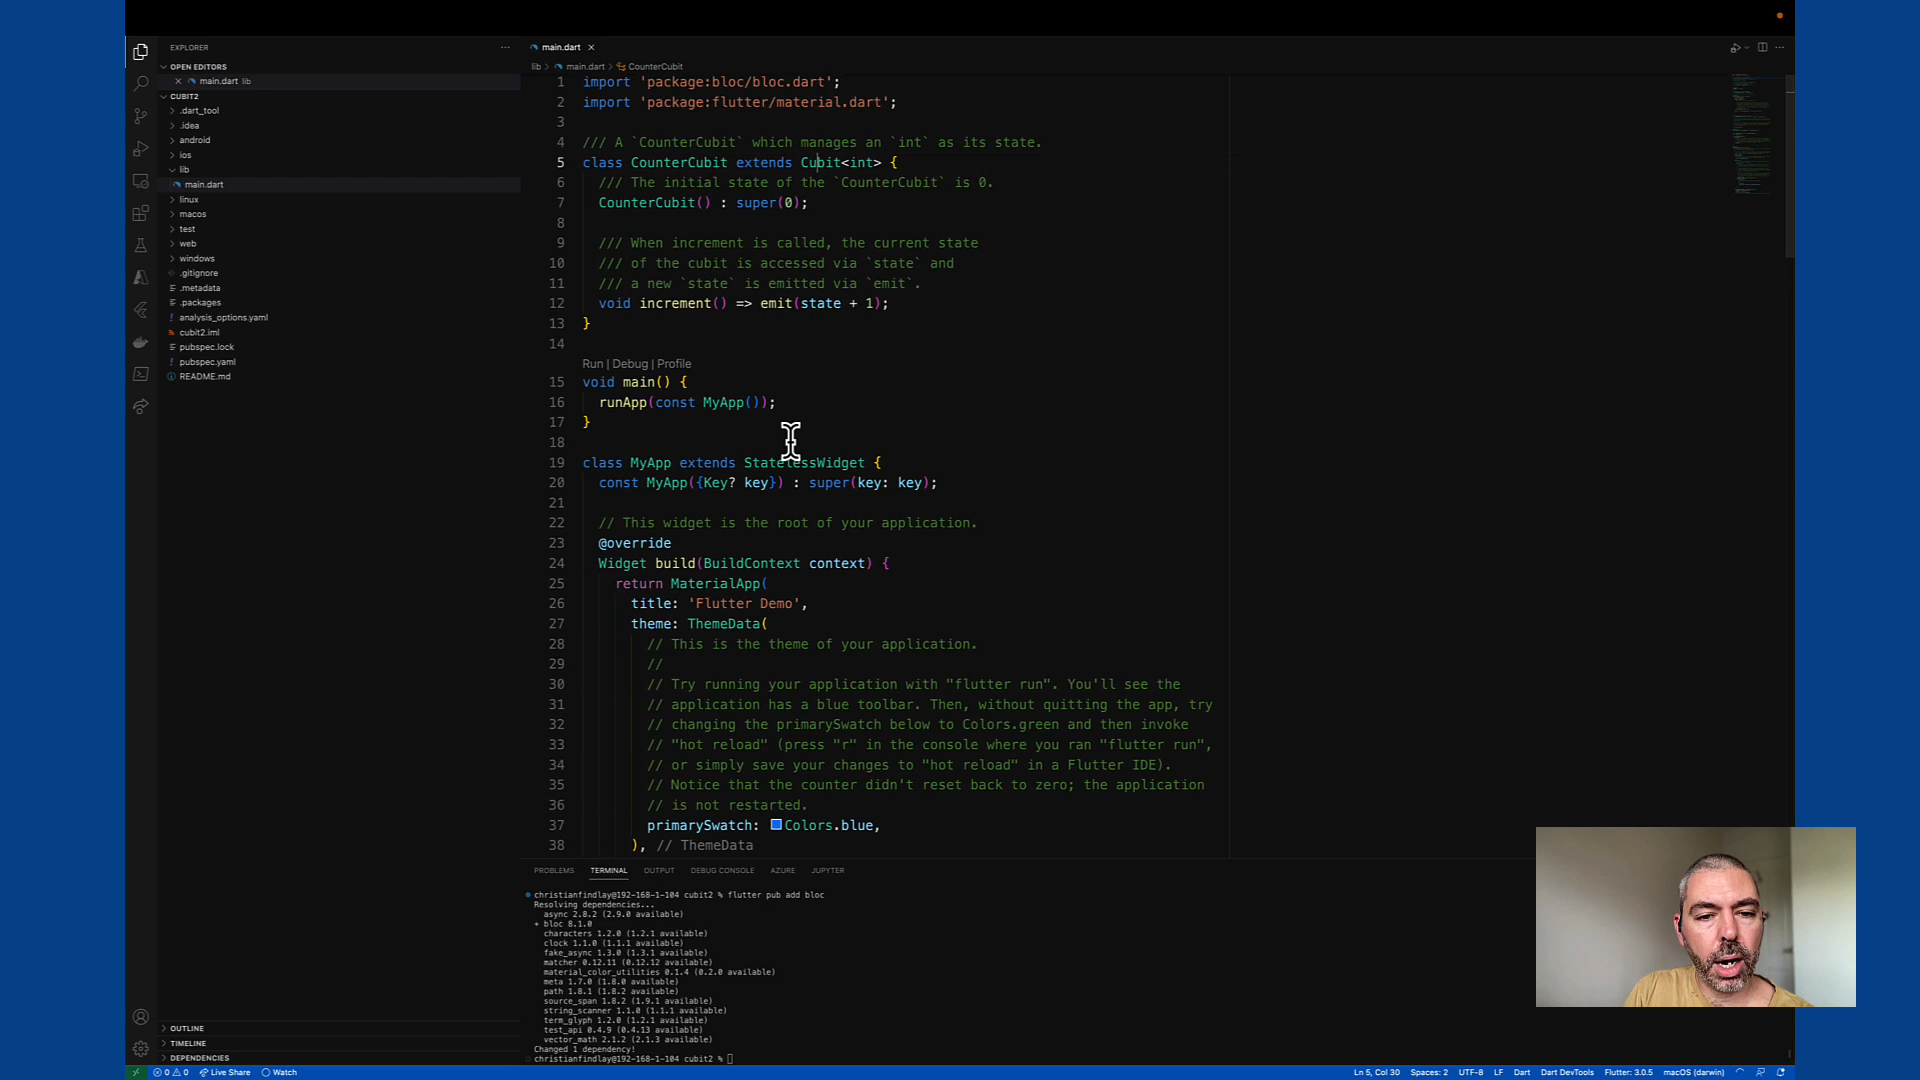 EXPLORER
OPEN EDITORS
main.dart lib
CUBIT2
.dart_tool
.idea
android
ios
lib
main.dart
linux
macos
test
web
windows
.gitignore
.metadata
.packages
analysis_options.yaml
cubit2.iml
pubspec.lock
pubspec.yaml
README.md
OUTLINE
TIMELINE
DEPENDENCIES
main.dart
lib > main.dart > CounterCubit
1 import 'package:bloc/bloc.dart';
2 import 'package:flutter/material.dart';
3
4 /// A `CounterCubit` which manages an `int` as its state.
5 class CounterCubit extends Cubit<int> {
6 /// The initial state of the `CounterCubit` is 0.
7 CounterCubit() : super(0);
8
9 /// When increment is called, the current state
10 /// of the cubit is accessed via `state` and
11 /// a new `state` is emitted via `emit`.
12 void increment() => emit(state + 1);
13 }
14
Run | Debug | Profile
15 void main() {
16 runApp(const MyApp());
17 }
18
19 class MyApp extends StatelessWidget {
20 const MyApp({Key? key}) : super(key: key);
21
22 // This widget is the root of your application.
23 @override
24 Widget build(BuildContext context) {
25 return MaterialApp(
26 title: 'Flutter Demo',
27 theme: ThemeData(
28 // This is the theme of your application.
29 //
30 // Try running your application with "flutter run". You'll see the
31 // application has a blue toolbar. Then, without quitting the app, try
32 // changing the primarySwatch below to Colors.green and then invoke
33 // "hot reload" (press "r" in the console where you ran "flutter run",
34 // or simply save your changes to "hot reload" in a Flutter IDE).
35 // Notice that the counter didn't reset back to zero; the application
36 // is not restarted.
37 primarySwatch: Colors.blue,
38 ), // ThemeData
PROBLEMS TERMINAL OUTPUT DEBUG CONSOLE AZURE JUPYTER
christianfindlay@192-168-1-104 cubit2 % flutter pub add bloc
Resolving dependencies...
async 2.8.2 (2.9.0 available)
+ bloc 8.1.0
characters 1.2.0 (1.2.1 available)
clock 1.1.0 (1.1.1 available)
fake_async 1.3.0 (1.3.1 available)
matcher 0.12.11 (0.12.12 available)
material_color_utilities 0.1.4 (0.2.0 available)
meta 1.7.0 (1.8.0 available)
path 1.8.1 (1.8.2 available)
source_span 1.8.2 (1.9.1 available)
string_scanner 1.1.0 (1.1.1 available)
term_glyph 1.2.0 (1.2.1 available)
test_api 0.4.9 (0.4.13 available)
vector_math 2.1.2 (2.1.3 available)
Changed 1 dependency!
christianfindlay@192-168-1-104 cubit2 %
0 0 Live Share Watch Ln 5, Col 30 Spaces: 2 UTF-8 LF Dart Dart DevTools Flutter: 3.0.5 macOS (darwin)